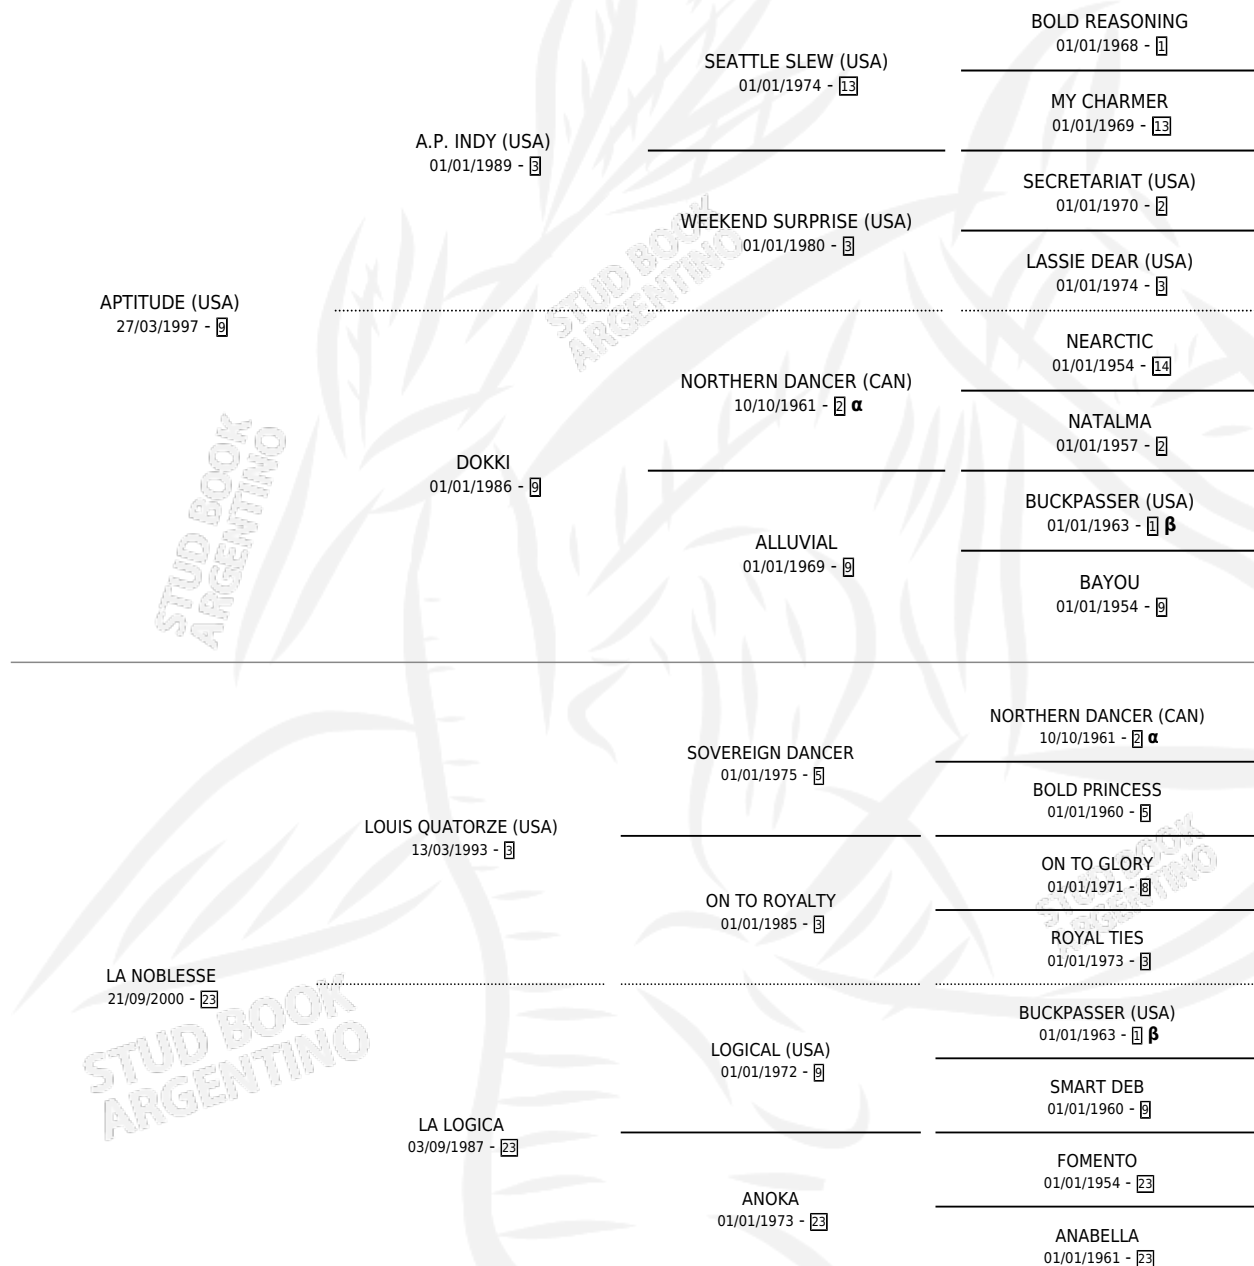 BOLD REASONING
01/01/1968 - 1
SEATTLE SLEW (USA)
01/01/1974 - 13
MY CHARMER
01/01/1969 - 13
A.P. INDY (USA)
01/01/1989 - 3
SECRETARIAT (USA)
01/01/1970 - 2
WEEKEND SURPRISE (USA)
01/01/1980 - 3
LASSIE DEAR (USA)
01/01/1974 - 3
STUD BOOK
ARGENTINO
APTITUDE (USA)
27/03/1997 - 9
NEARCTIC
01/01/1954 - 14
NORTHERN DANCER (CAN)
10/10/1961 - 2 α
NATALMA
01/01/1957 - 2
DOKKI
01/01/1986 - 9
BUCKPASSER (USA)
01/01/1963 - 1 β
ALLUVIAL
01/01/1969 - 9
BAYOU
01/01/1954 - 9
STUD BOOK
ARGENTINO
NORTHERN DANCER (CAN)
10/10/1961 - 2 α
SOVEREIGN DANCER
01/01/1975 - 5
BOLD PRINCESS
01/01/1960 - 5
LOUIS QUATORZE (USA)
13/03/1993 - 3
ON TO GLORY
01/01/1971 - 8
ON TO ROYALTY
01/01/1985 - 3
ROYAL TIES
01/01/1973 - 3
STUD BOOK
ARGENTINO
LA NOBLESSE
21/09/2000 - 23
BUCKPASSER (USA)
01/01/1963 - 1 β
LOGICAL (USA)
01/01/1972 - 9
SMART DEB
01/01/1960 - 9
LA LOGICA
03/09/1987 - 23
FOMENTO
01/01/1954 - 23
ANOKA
01/01/1973 - 23
ANABELLA
01/01/1961 - 23
STUD BOOK
ARGENTINO